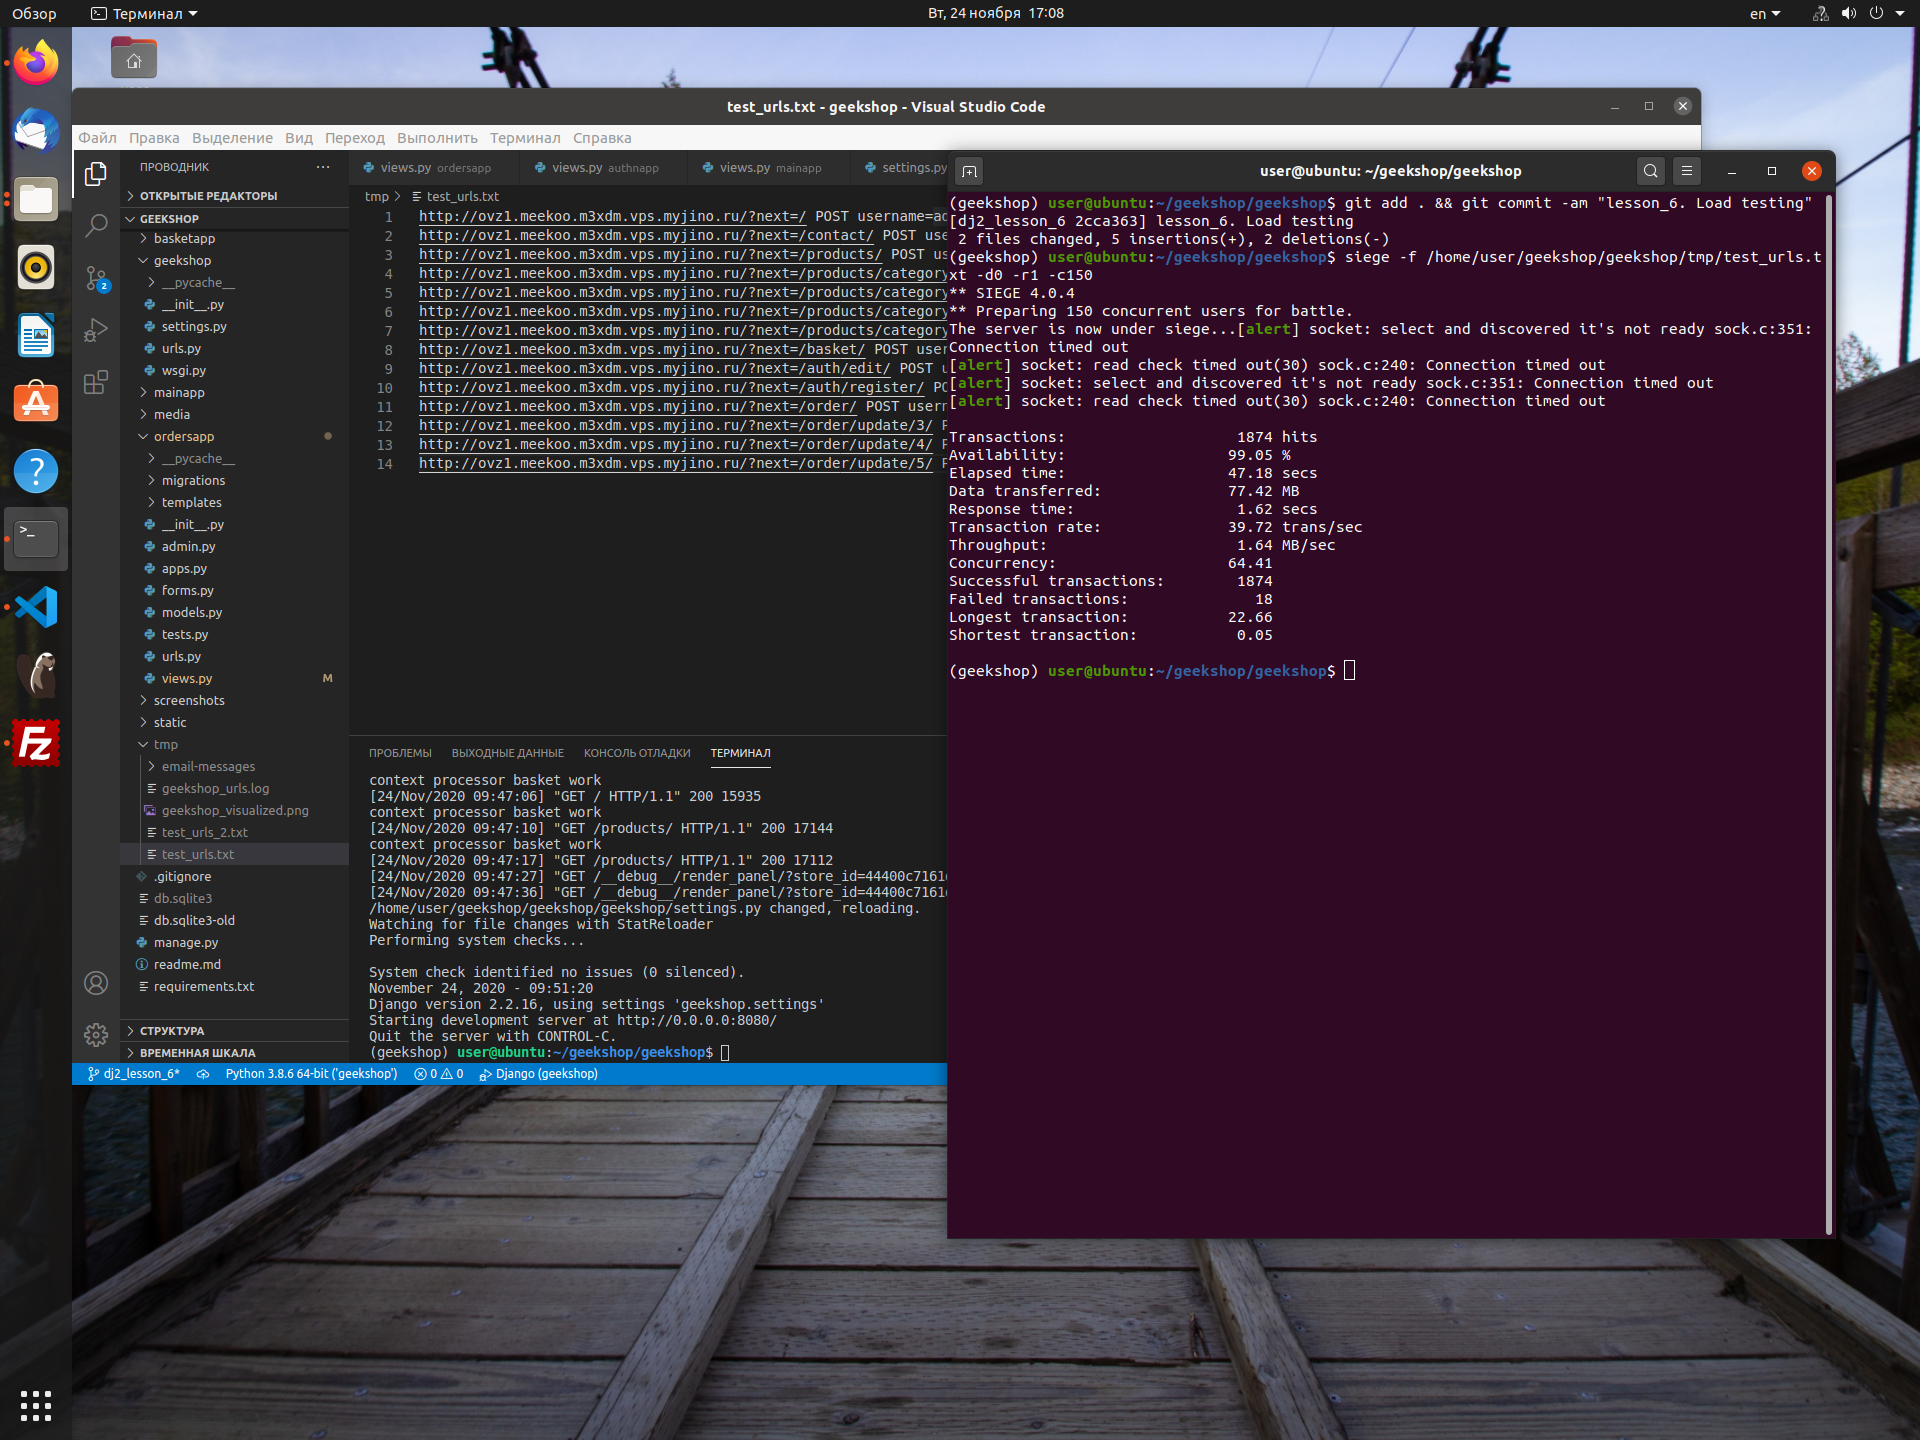 Обзор
Терминал
Вт, 24 ноября 17:08
en
test_urls.txt - geekshop - Visual Studio Code
Файл Правка Выделение Вид Переход Выполнить Терминал Справка
ПРОВОДНИК
ОТКРЫТЫЕ РЕДАКТОРЫ
GEEKSHOP
basketapp
geekshop
__pycache__
__init__.py
settings.py
urls.py
wsgi.py
mainapp
media
ordersapp
__pycache__
migrations
templates
__init__.py
admin.py
apps.py
forms.py
models.py
tests.py
urls.py
views.py M
screenshots
static
tmp
email-messages
geekshop_urls.log
geekshop_visualized.png
test_urls_2.txt
test_urls.txt
.gitignore
db.sqlite3
db.sqlite3-old
manage.py
readme.md
requirements.txt
СТРУКТУРА
ВРЕМЕННАЯ ШКАЛА
2
views.py ordersapp views.py authnapp views.py mainapp settings.py
tmp > test_urls.txt
1 http://ovz1.meekoo.m3xdm.vps.myjino.ru/?next=/ POST username=ad
2 http://ovz1.meekoo.m3xdm.vps.myjino.ru/?next=/contact/ POST use
3 http://ovz1.meekoo.m3xdm.vps.myjino.ru/?next=/products/ POST us
4 http://ovz1.meekoo.m3xdm.vps.myjino.ru/?next=/products/category
5 http://ovz1.meekoo.m3xdm.vps.myjino.ru/?next=/products/category
6 http://ovz1.meekoo.m3xdm.vps.myjino.ru/?next=/products/category
7 http://ovz1.meekoo.m3xdm.vps.myjino.ru/?next=/products/category
8 http://ovz1.meekoo.m3xdm.vps.myjino.ru/?next=/basket/ POST user
9 http://ovz1.meekoo.m3xdm.vps.myjino.ru/?next=/auth/edit/ POST u
10 http://ovz1.meekoo.m3xdm.vps.myjino.ru/?next=/auth/register/ PO
11 http://ovz1.meekoo.m3xdm.vps.myjino.ru/?next=/order/ POST usern
12 http://ovz1.meekoo.m3xdm.vps.myjino.ru/?next=/order/update/3/ P
13 http://ovz1.meekoo.m3xdm.vps.myjino.ru/?next=/order/update/4/ P
14 http://ovz1.meekoo.m3xdm.vps.myjino.ru/?next=/order/update/5/ P
ПРОБЛЕМЫ ВЫХОДНЫЕ ДАННЫЕ КОНСОЛЬ ОТЛАДКИ ТЕРМИНАЛ
context processor basket work
[24/Nov/2020 09:47:06] "GET / HTTP/1.1" 200 15935
context processor basket work
[24/Nov/2020 09:47:10] "GET /products/ HTTP/1.1" 200 17144
context processor basket work
[24/Nov/2020 09:47:17] "GET /products/ HTTP/1.1" 200 17112
[24/Nov/2020 09:47:27] "GET /__debug__/render_panel/?store_id=44400c7161
[24/Nov/2020 09:47:36] "GET /__debug__/render_panel/?store_id=44400c7161
/home/user/geekshop/geekshop/geekshop/settings.py changed, reloading.
Watching for file changes with StatReloader
Performing system checks...
System check identified no issues (0 silenced).
November 24, 2020 - 09:51:20
Django version 2.2.16, using settings 'geekshop.settings'
Starting development server at http://0.0.0.0:8080/
Quit the server with CONTROL-C.
(geekshop) user@ubuntu:~/geekshop/geekshop$
dj2_lesson_6* Python 3.8.6 64-bit ('geekshop') 0 0 Django (geekshop)
user@ubuntu: ~/geekshop/geekshop
(geekshop) user@ubuntu:~/geekshop/geekshop$ git add . && git commit -am "lesson_6. Load testing"
[dj2_lesson_6 2cca363] lesson_6. Load testing
2 files changed, 5 insertions(+), 2 deletions(-)
(geekshop) user@ubuntu:~/geekshop/geekshop$ siege -f /home/user/geekshop/geekshop/tmp/test_urls.t
xt -d0 -r1 -c150
** SIEGE 4.0.4
** Preparing 150 concurrent users for battle.
The server is now under siege...[alert] socket: select and discovered it's not ready sock.c:351:
Connection timed out
[alert] socket: read check timed out(30) sock.c:240: Connection timed out
[alert] socket: select and discovered it's not ready sock.c:351: Connection timed out
[alert] socket: read check timed out(30) sock.c:240: Connection timed out
Transactions: 1874 hits
Availability: 99.05 %
Elapsed time: 47.18 secs
Data transferred: 77.42 MB
Response time: 1.62 secs
Transaction rate: 39.72 trans/sec
Throughput: 1.64 MB/sec
Concurrency: 64.41
Successful transactions: 1874
Failed transactions: 18
Longest transaction: 22.66
Shortest transaction: 0.05
(geekshop) user@ubuntu:~/geekshop/geekshop$